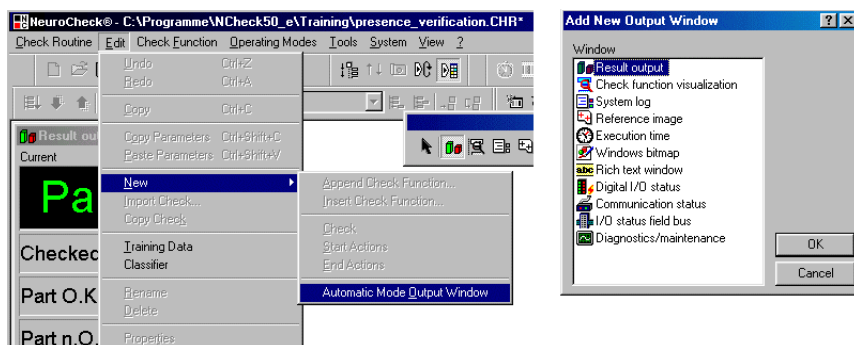 NeuroCheck® - C:\Programme\NCheck50_e\Training\presence_verification.CHR*
Check Routine Edit Check Function Operating Modes Tools System View ?
Undo Ctrl+Z
Redo Ctrl+A
Copy Ctrl+C
Copy Parameters Ctrl+Shift+C
Paste Parameters Ctrl+Shift+V
New
Import Check...
Copy Check
Training Data
Classifier
Rename
Delete
Properties
Result ou
Current
Pa
Checked
Part O.K
Part n.O.
Append Check Function...
Insert Check Function...
Check
Start Actions
End Actions
Automatic Mode Output Window
Add New Output Window
Window
Result output
Check function visualization
System log
Reference image
Execution time
Windows bitmap
abc Rich text window
Digital I/O status
Communication status
I/O status field bus
Diagnostics/maintenance
OK
Cancel